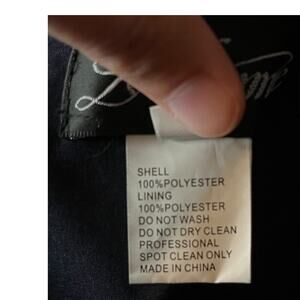 SHELL
100%POLYESTER
LINING
100%POLYESTER
DO NOT WASH
DO NOT DRY CLEAN
PROFESSIONAL
SPOT CLEAN ONLY
MADE IN CHINA